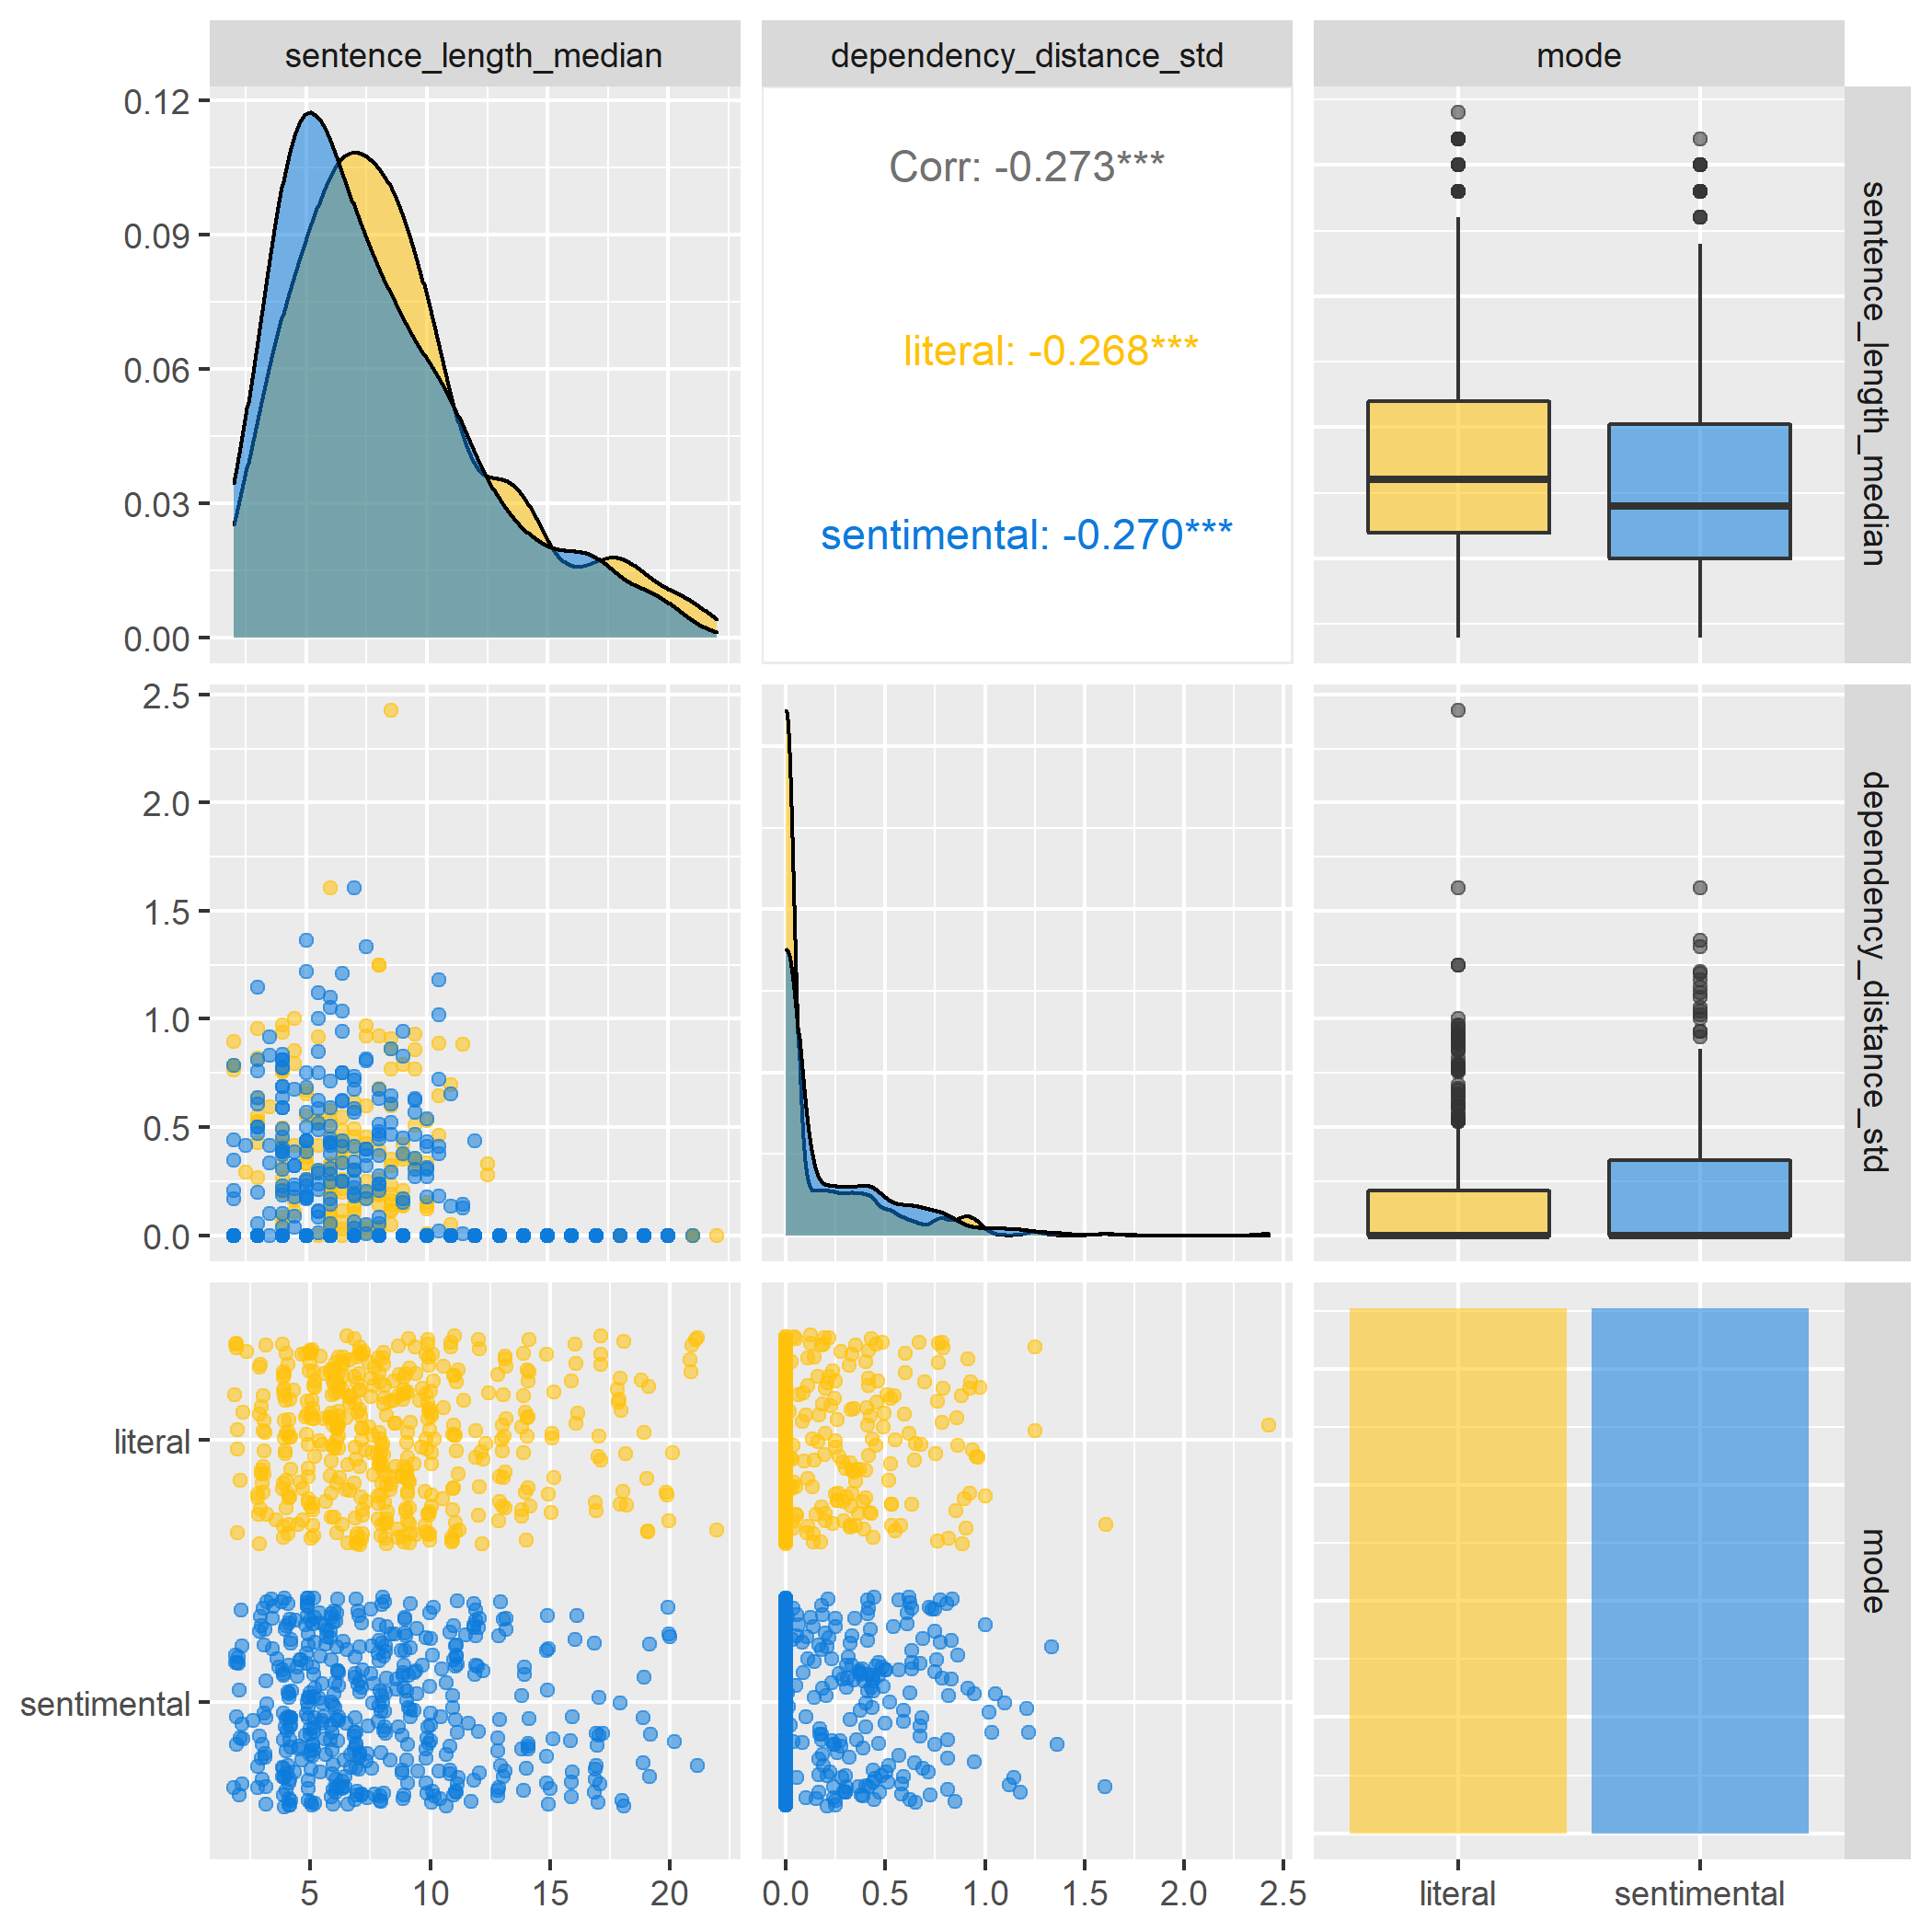 sentence_length_median
dependency_distance_std
mode
0.12
0.09
0.06
0.03
0.00
Corr: -0.273***
literal: -0.268***
sentimental: -0.270***
sentence_length_median
2.5
2.0
1.5
1.0
0.5
0.0
dependency_distance_std
literal
sentimental
mode
5 10 15 20
0.0 0.5 1.0 1.5 2.0 2.5
literal sentimental